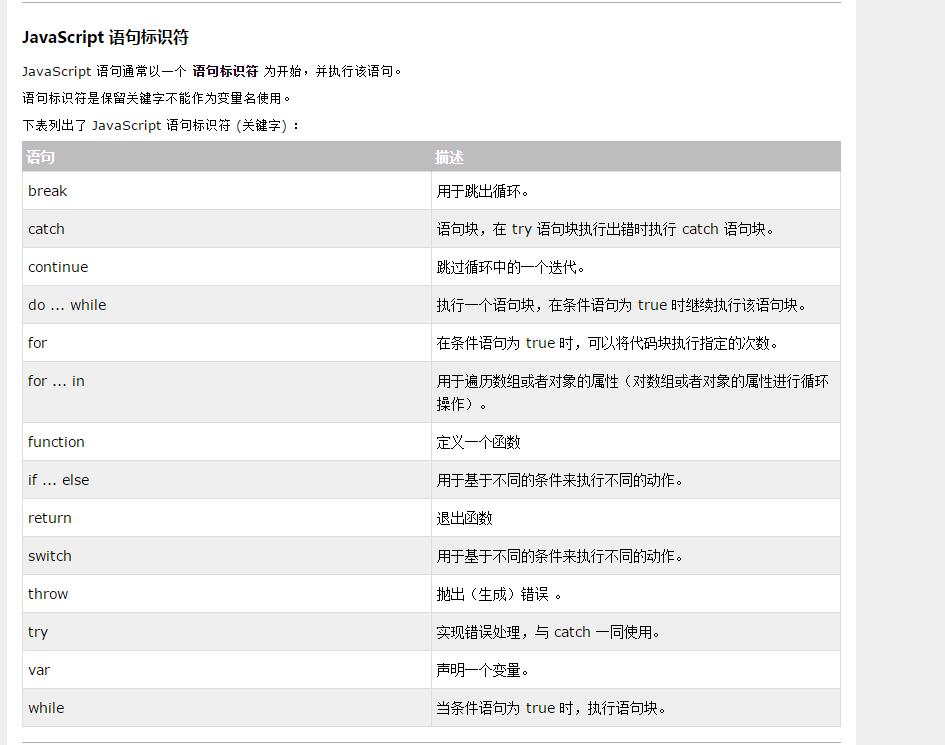 JavaScript 语句标识符
JavaScript 语句通常以一个 语句标识符 为开始，并执行该语句。
语句标识符是保留关键字不能作为变量名使用。
下表列出了 JavaScript 语句标识符 (关键字) ：
语句 描述
break 用于跳出循环。
catch 语句块，在 try 语句块执行出错时执行 catch 语句块。
continue 跳过循环中的一个迭代。
do ... while 执行一个语句块，在条件语句为 true 时继续执行该语句块。
for 在条件语句为 true 时，可以将代码块执行指定的次数。
for ... in 用于遍历数组或者对象的属性（对数组或者对象的属性进行循环
操作）。
function 定义一个函数
if ... else 用于基于不同的条件来执行不同的动作。
return 退出函数
switch 用于基于不同的条件来执行不同的动作。
throw 抛出（生成）错误 。
try 实现错误处理，与 catch 一同使用。
var 声明一个变量。
while 当条件语句为 true 时，执行语句块。